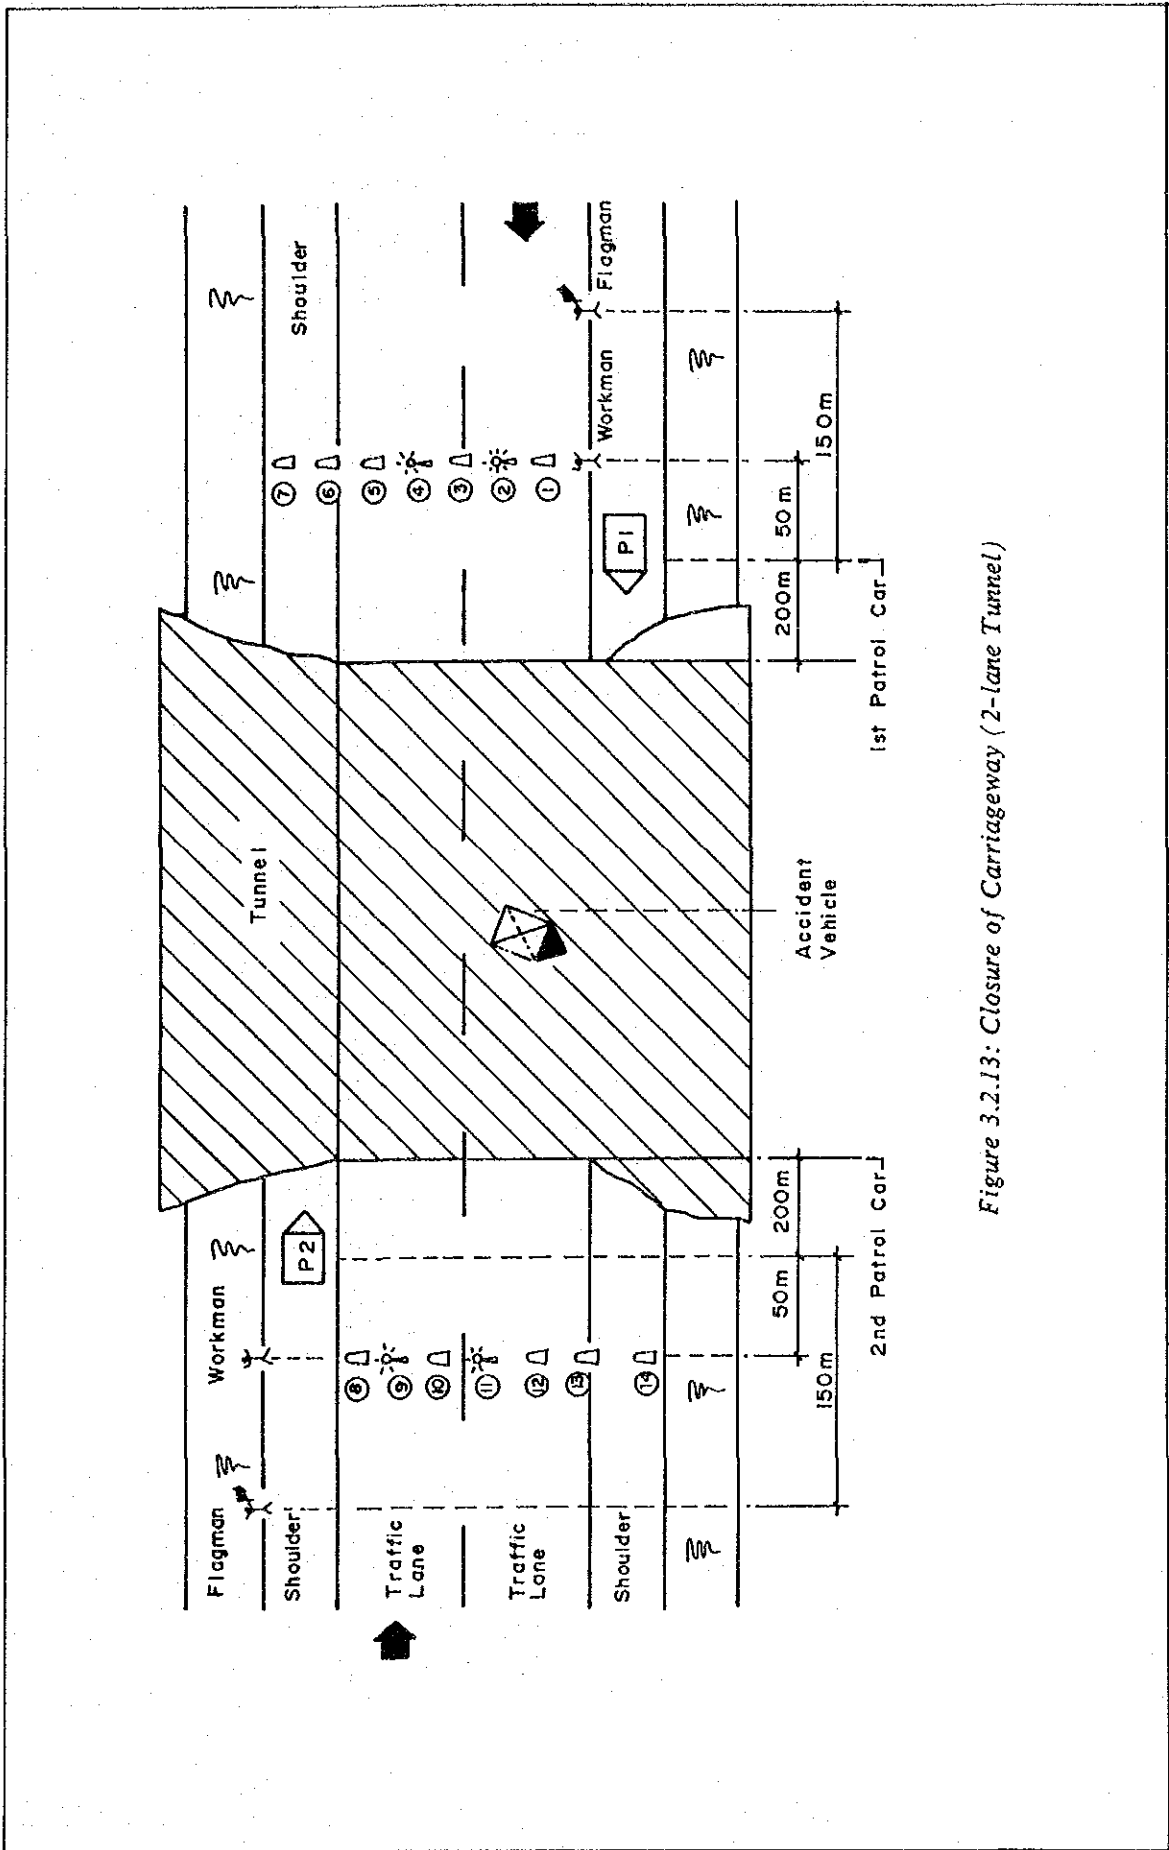 Flagman
Workman
Shoulder
P2
Traffic
Lane
Traffic
Lane
Shoulder
8
9
10
11
12
13
14
50m
200m
150m
2nd Patrol Car
Tunnel
Accident
Vehicle
Shoulder
7
6
5
4
3
2
1
Workman
Flagman
P1
200m
50m
150m
1st Patrol Car
Figure 3.2.13: Closure of Carriageway (2-lane Tunnel)